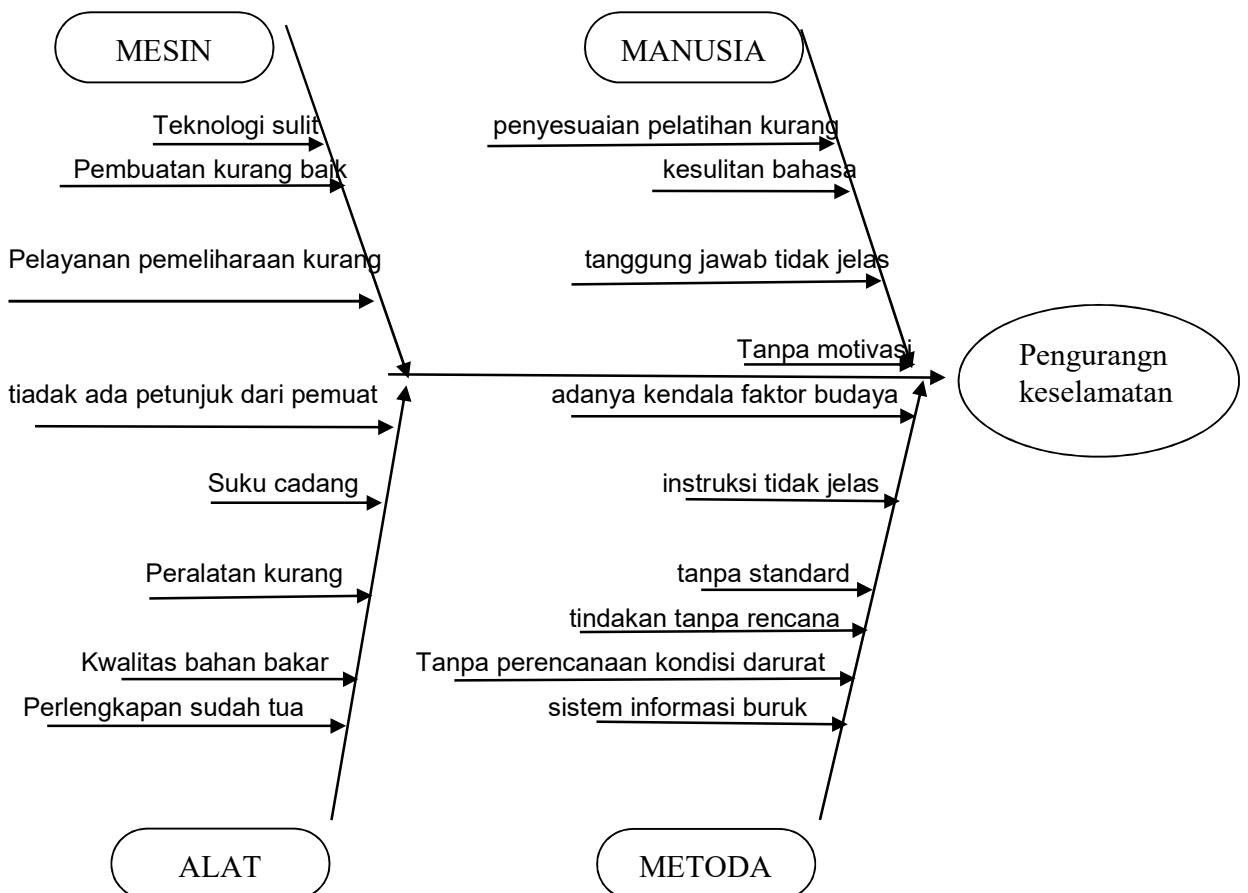 MESIN
MANUSIA
Teknologi sulit
penyesuaian pelatihan kurang
Pembuatan kurang baik
kesulitan bahasa
Pelayanan pemeliharaan kurang
tanggung jawab tidak jelas
Tanpa motivasi
Pengurangn
keselamatan
tiadak ada petunjuk dari pemuat
adanya kendala faktor budaya
Suku cadang
instruksi tidak jelas
Peralatan kurang
tanpa standard
tindakan tanpa rencana
Kwalitas bahan bakar
Tanpa perencanaan kondisi darurat
Perlengkapan sudah tua
sistem informasi buruk
ALAT
METODA